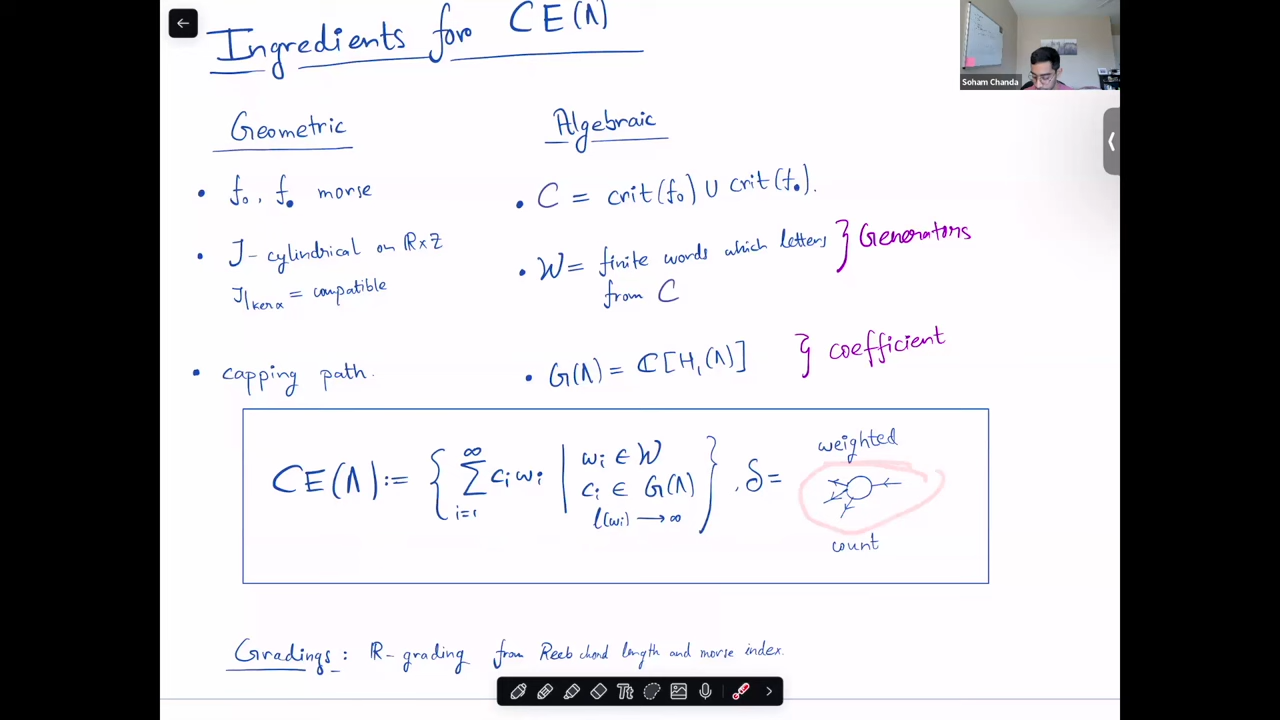 Ingredients for CE(Λ)
Soham Chanda
Geometric
Algebraic
• f₀, f• morse
• C = crit(f₀) ∪ crit(f•).
• J - cylindrical on ℝ×Z
J|ker α = compatible
• W = finite words which letters from C } Generators
• capping path.
• G(Λ) = ℂ[H₁(Λ)] } coefficient
CE(Λ) := { ∑_{i=1}^{∞} cᵢwᵢ | wᵢ ∈ W
cᵢ ∈ G(Λ)
l(wᵢ) → ∞ } , δ = weighted
count
Gradings : ℝ - grading from Reeb chord length and morse index.
Tt